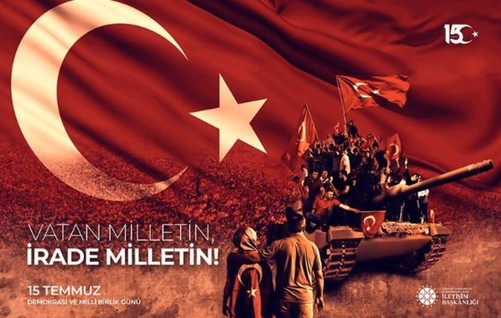 15
VATAN MİLLETİN,
İRADE MİLLETİN!
15 TEMMUZ
DEMOKRASİ VE MİLLİ BİRLİK GÜNÜ
İLETİŞİM
BAŞKANLIĞI